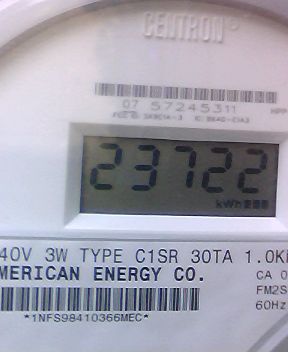 CENTRON
07 57245311
23722
kWh
40V 3W TYPE C1SR 30TA 1.0K
MERICAN ENERGY CO.
CA 0
FM2S
60Hz
*1NFS98410366MEC*